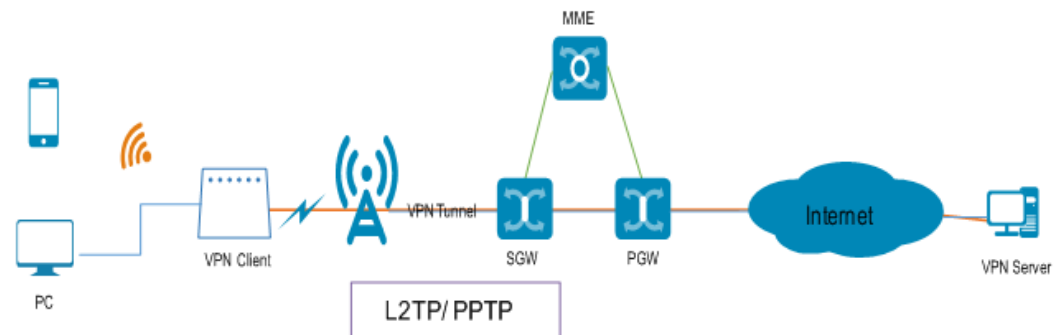 MME
VPN Tunnel
Internet
VPN Client
SGW
PGW
VPN Server
PC
L2TP/ PPTP